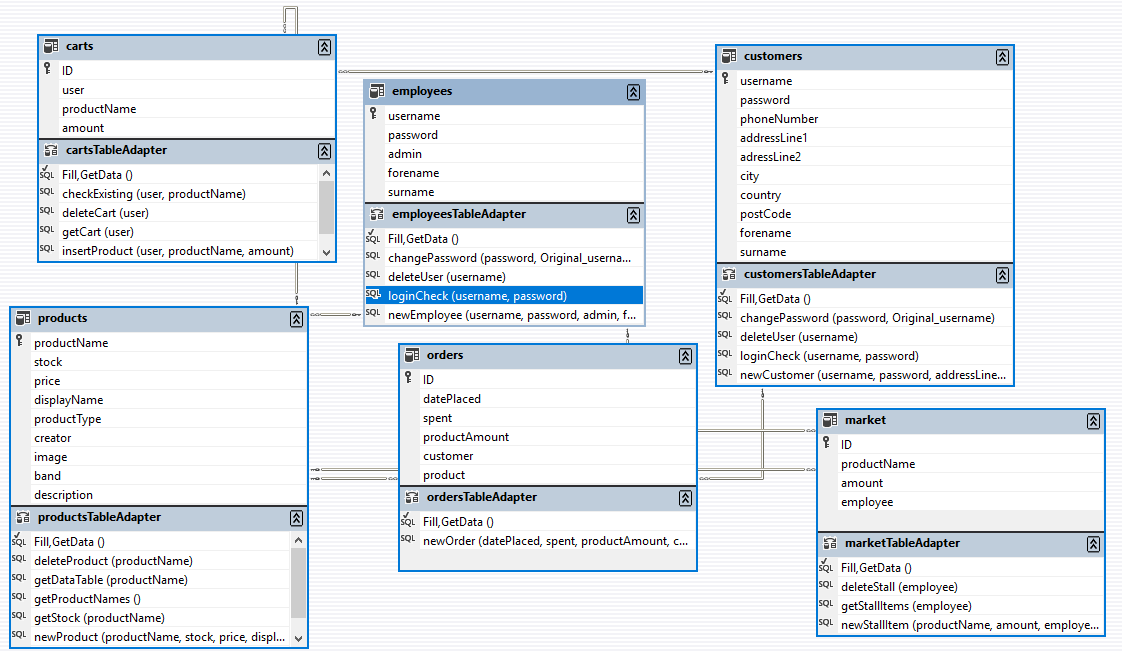 carts
ID
user
productName
amount
cartsTableAdapter
SQL Fill,GetData ()
SQL checkExisting (user, productName)
SQL deleteCart (user)
SQL getCart (user)
SQL insertProduct (user, productName, amount)
employees
username
password
admin
forename
surname
employeesTableAdapter
SQL Fill,GetData ()
SQL changePassword (password, Original_userna...
SQL deleteUser (username)
SQL loginCheck (username, password)
SQL newEmployee (username, password, admin, f...
customers
username
password
phoneNumber
addressLine1
adressLine2
city
country
postCode
forename
surname
customersTableAdapter
SQL Fill,GetData ()
SQL changePassword (password, Original_username)
SQL deleteUser (username)
SQL loginCheck (username, password)
SQL newCustomer (username, password, addressLine...
products
productName
stock
price
displayName
productType
creator
image
band
description
productsTableAdapter
SQL Fill,GetData ()
SQL deleteProduct (productName)
SQL getDataTable (productName)
SQL getProductNames ()
SQL getStock (productName)
SQL newProduct (productName, stock, price, displ...
orders
ID
datePlaced
spent
productAmount
customer
product
ordersTableAdapter
SQL Fill,GetData ()
SQL newOrder (datePlaced, spent, productAmount, c...
market
ID
productName
amount
employee
marketTableAdapter
SQL Fill,GetData ()
SQL deleteStall (employee)
SQL getStallItems (employee)
SQL newStallItem (productName, amount, employe...